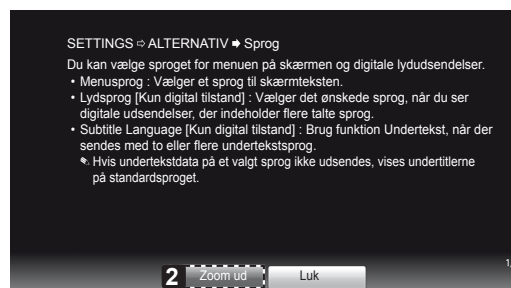 SETTINGS ⇨ ALTERNATIV ➡ Sprog
Du kan vælge sproget for menuen på skærmen og digitale lydudsendelser.
• Menusprog : Vælger et sprog til skærmteksten.
• Lydsprog [Kun digital tilstand] : Vælger det ønskede sprog, når du ser
digitale udsendelser, der indeholder flere talte sprog.
• Subtitle Language [Kun digital tilstand] : Brug funktion Undertekst, når der
sendes med to eller flere undertekstsprog.
✎ Hvis undertekstdata på et valgt sprog ikke udsendes, vises undertitlerne
på standardsproget.
2 Zoom ud Luk